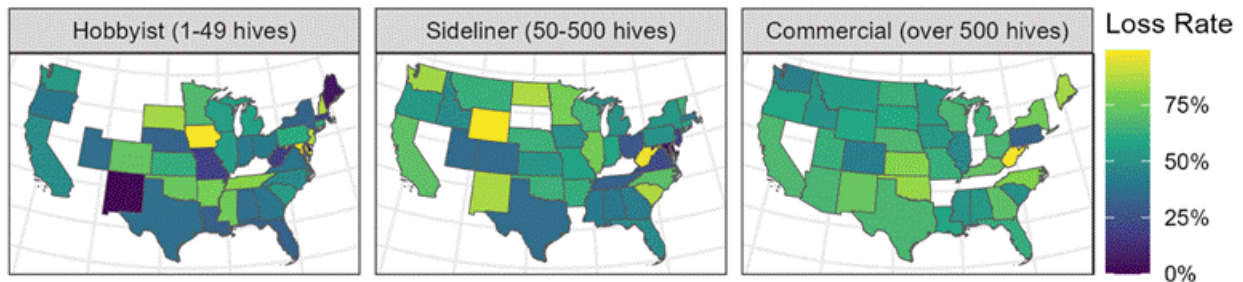 Hobbyist (1-49 hives)
Sideliner (50-500 hives)
Commercial (over 500 hives)
Loss Rate
75%
50%
25%
0%